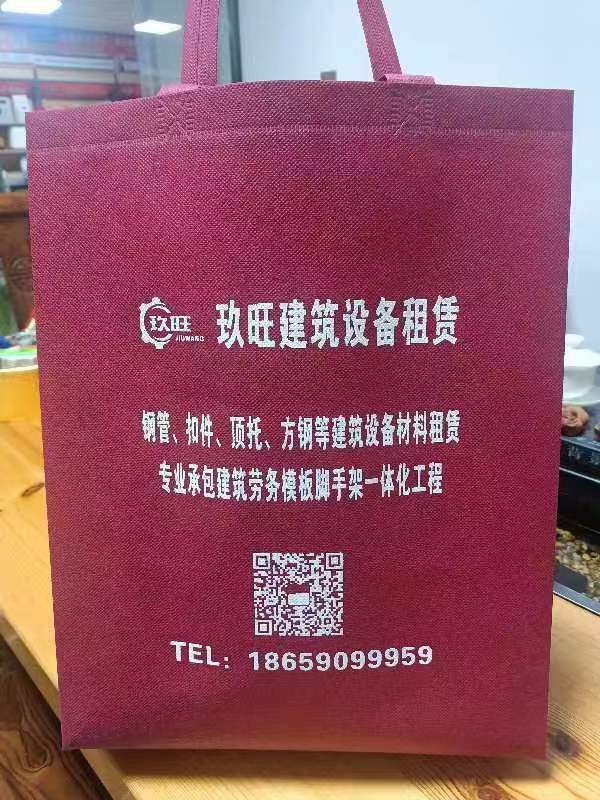 玖旺 JIUWANG 玖旺建筑设备租赁
钢管、扣件、顶托、方钢等建筑设备材料租赁
专业承包建筑劳务模板脚手架一体化工程
TEL: 18659099959